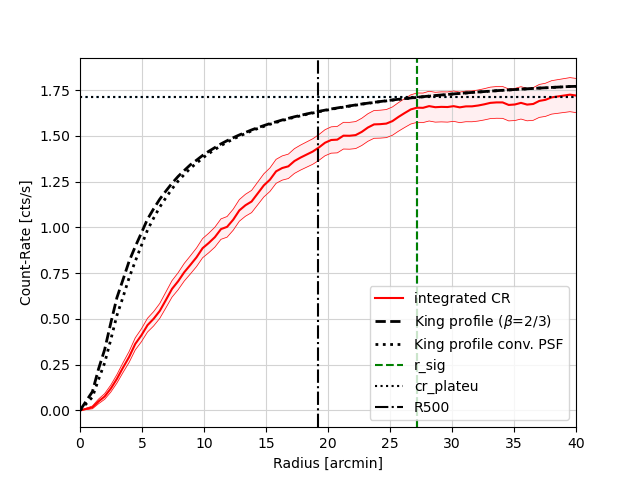 1.75
1.50
1.25
1.00
0.75
0.50
0.25
0.00
Count-Rate [cts/s]
integrated CR
King profile (β=2/3)
King profile conv. PSF
r_sig
cr_plateu
R500
0 5 10 15 20 25 30 35 40
Radius [arcmin]